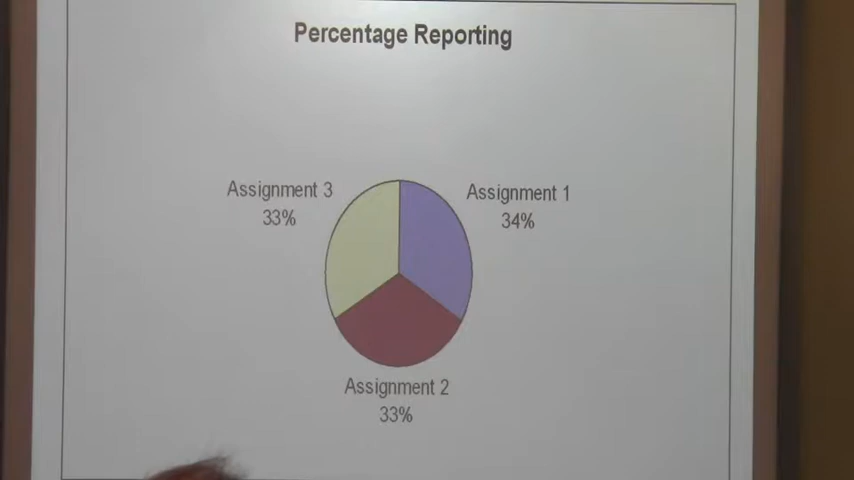 Percentage Reporting
Assignment 3
33%
Assignment 1
34%
Assignment 2
33%